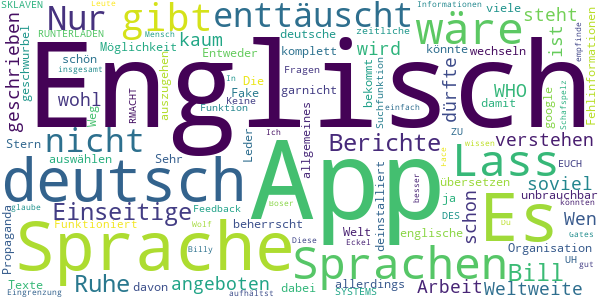 SKLAVEN Leute gibt enttäuscht wäre Informationen
Nur viele steht
RUNTERLADEN kaum deutsche zeitliche
Möglichkeit Entweder komplett wird könnte wechseln ist
geschrieben geschwurbel Mensch empfinde
schön auszugehen Die Fragen bekommt Suchfunktion dürfte damit google Fehlinformationen
insgesamt In garnicht WHO
wohl Weg RMACHT Fake Keine einfach Schafspelz
Englisch
Funktion Ich ZU
Stern nicht Berichte verstehen
Sehr Leder allgemeines wissen EUCH
auswählen App Lass
deutsch deinstalliert übersetzen soviel
Propaganda Einseitige Race schon unbrauchbar
glaube Funktioniert Feedback ja DES Es Du Wen
Sprache Wolf Böser besser englische
beherrscht Welt Organisation könnten
Billy Diese Eckel Sprachen Bill Gates
Texte Ruhe angeboten allerdings Arbeit Weltweite
Eingrenzung davon aufhältst dabei SYSTEMS UH gut